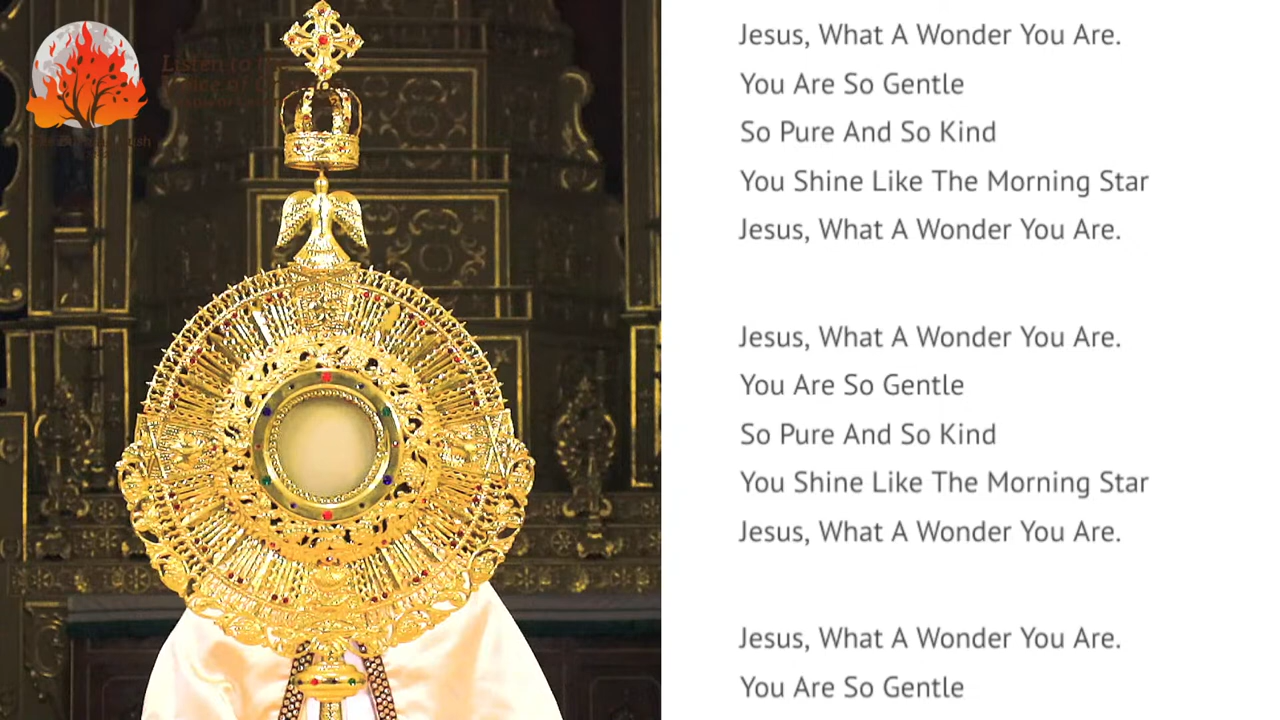 Listen to
Jesus, What A Wonder You Are.
You Are So Gentle
So Pure And So Kind
You Shine Like The Morning Star
Jesus, What A Wonder You Are.
Jesus, What A Wonder You Are.
You Are So Gentle
So Pure And So Kind
You Shine Like The Morning Star
Jesus, What A Wonder You Are.
Jesus, What A Wonder You Are.
You Are So Gentle